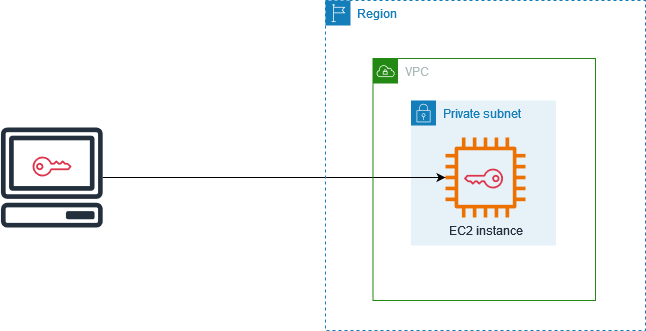 Region
VPC
Private subnet
EC2 instance